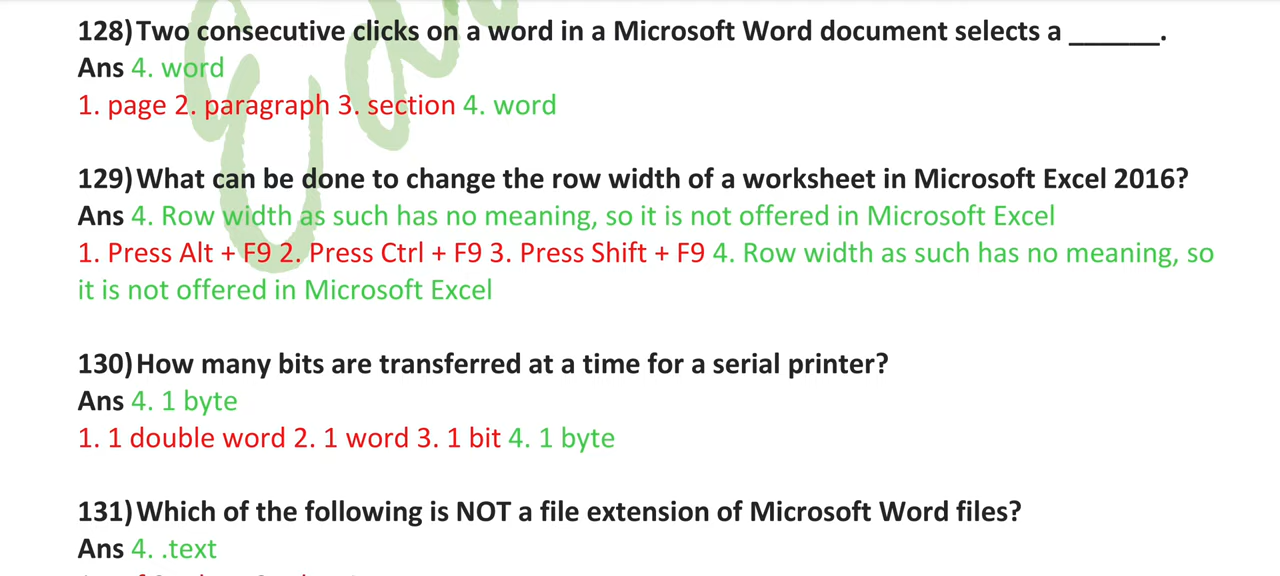 128) Two consecutive clicks on a word in a Microsoft Word document selects a ______.
Ans 4. word
1. page 2. paragraph 3. section 4. word
129) What can be done to change the row width of a worksheet in Microsoft Excel 2016?
Ans 4. Row width as such has no meaning, so it is not offered in Microsoft Excel
1. Press Alt + F9 2. Press Ctrl + F9 3. Press Shift + F9 4. Row width as such has no meaning, so
it is not offered in Microsoft Excel
130) How many bits are transferred at a time for a serial printer?
Ans 4. 1 byte
1. 1 double word 2. 1 word 3. 1 bit 4. 1 byte
131) Which of the following is NOT a file extension of Microsoft Word files?
Ans 4. .text